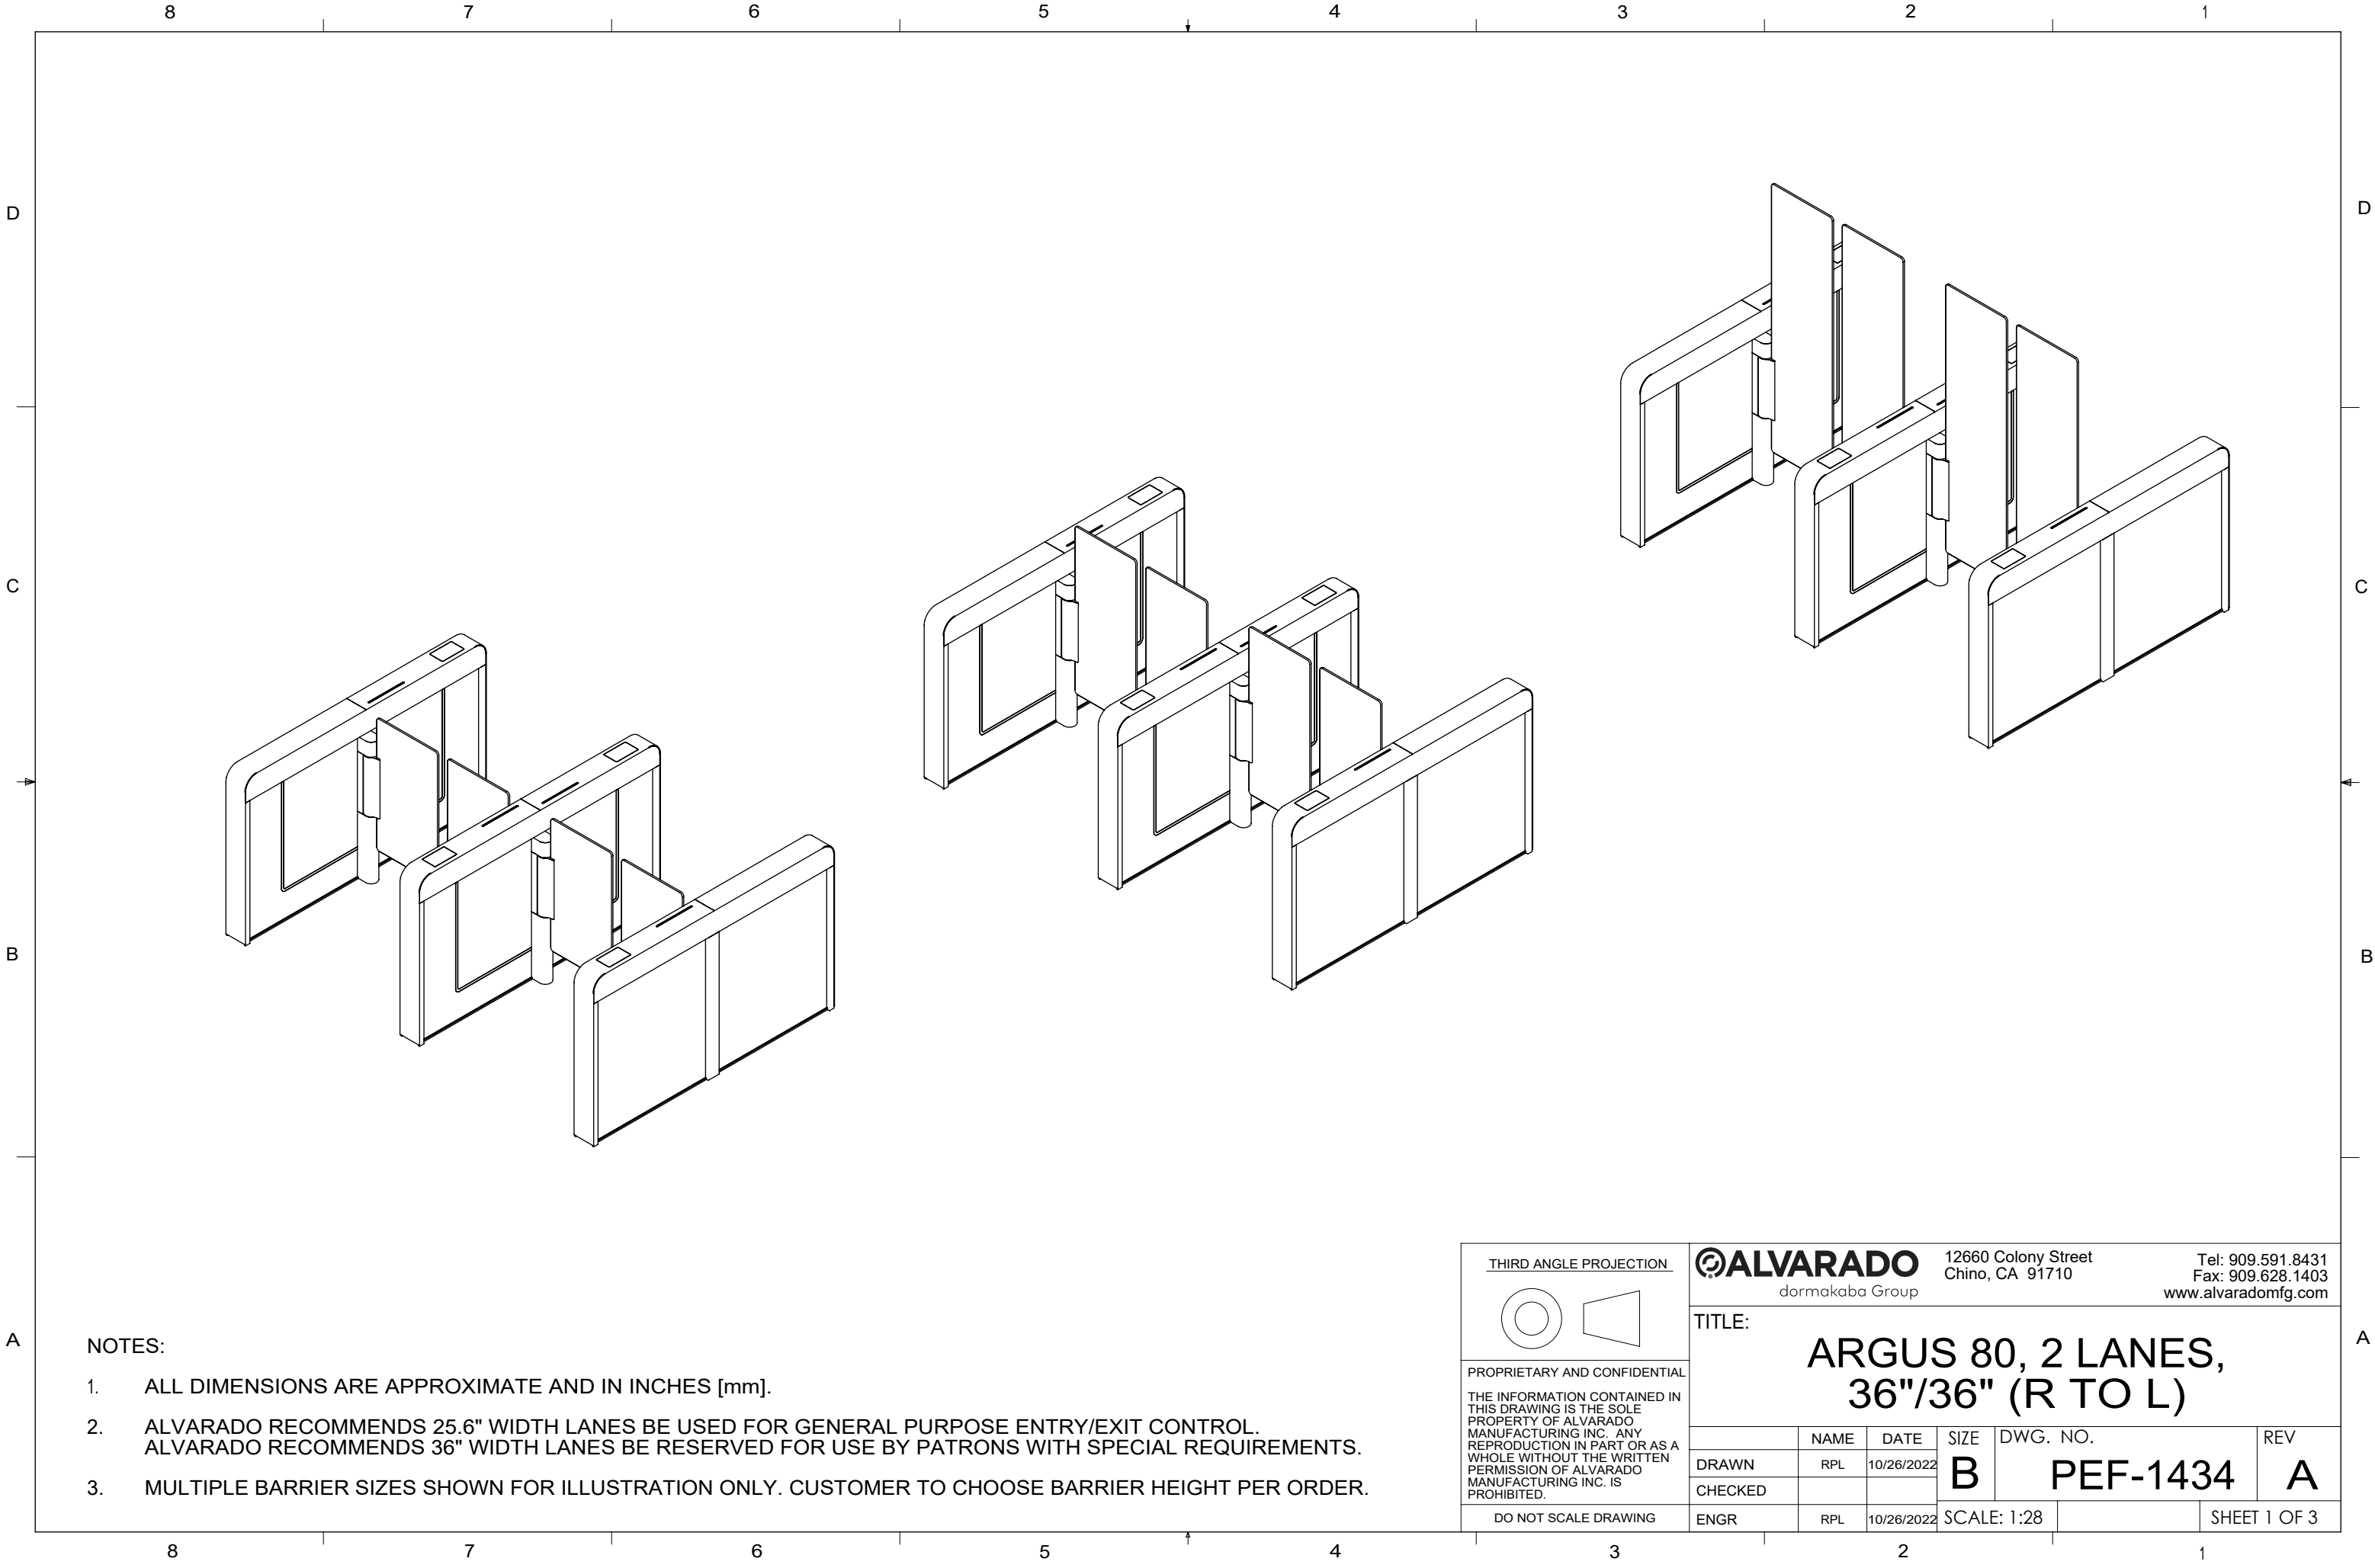 8 7 6 5 4 3 2 1
D D
C C
B B
A A
NOTES:
1. ALL DIMENSIONS ARE APPROXIMATE AND IN INCHES [mm].
2. ALVARADO RECOMMENDS 25.6" WIDTH LANES BE USED FOR GENERAL PURPOSE ENTRY/EXIT CONTROL.
ALVARADO RECOMMENDS 36" WIDTH LANES BE RESERVED FOR USE BY PATRONS WITH SPECIAL REQUIREMENTS.
3. MULTIPLE BARRIER SIZES SHOWN FOR ILLUSTRATION ONLY. CUSTOMER TO CHOOSE BARRIER HEIGHT PER ORDER.
THIRD ANGLE PROJECTION
PROPRIETARY AND CONFIDENTIAL
THE INFORMATION CONTAINED IN
THIS DRAWING IS THE SOLE
PROPERTY OF ALVARADO
MANUFACTURING INC. ANY
REPRODUCTION IN PART OR AS A
WHOLE WITHOUT THE WRITTEN
PERMISSION OF ALVARADO
MANUFACTURING INC. IS
PROHIBITED.
DO NOT SCALE DRAWING
ALVARADO
dormakaba Group
12660 Colony Street
Chino, CA 91710
Tel: 909.591.8431
Fax: 909.628.1403
www.alvaradomfg.com
TITLE:
ARGUS 80, 2 LANES,
36"/36" (R TO L)
NAME DATE
DRAWN RPL 10/26/2022
CHECKED
ENGR RPL 10/26/2022
SIZE
B
DWG. NO.
PEF-1434
REV
A
SCALE: 1:28
SHEET 1 OF 3
8 7 6 5 4 3 2 1